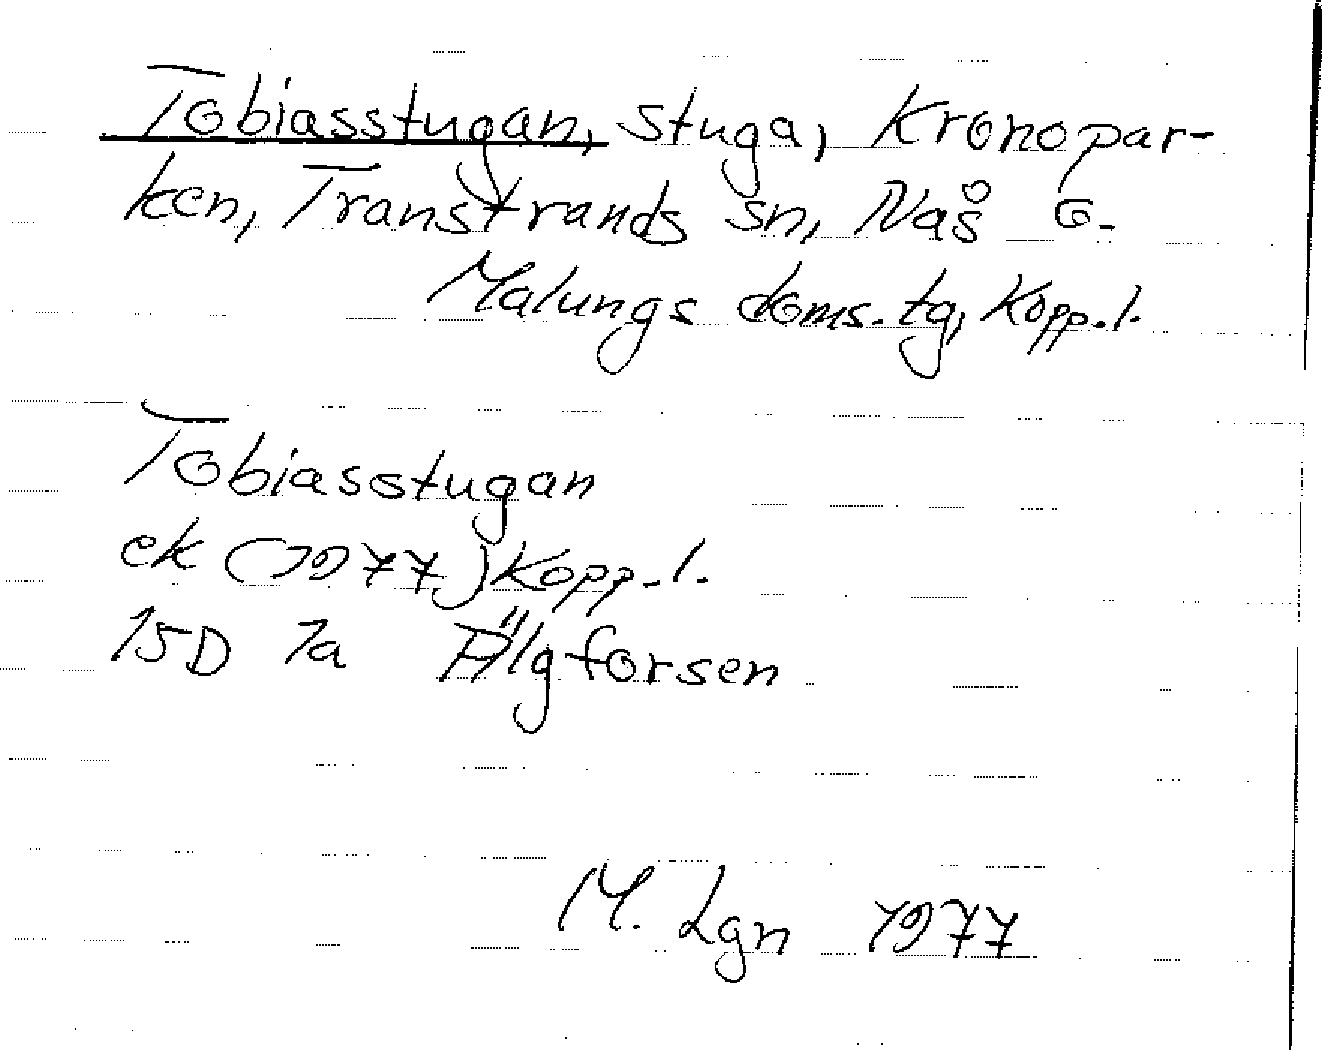 Tobiasstugan, stuga, Kronopar-
ken, Transtrands sn, Nås o.
Malungs doms. tg, Kopp. l.
Tobiasstugan
ek (1977) Kopp. l.
15D 7a Älgforsen
M. Lgn 1977